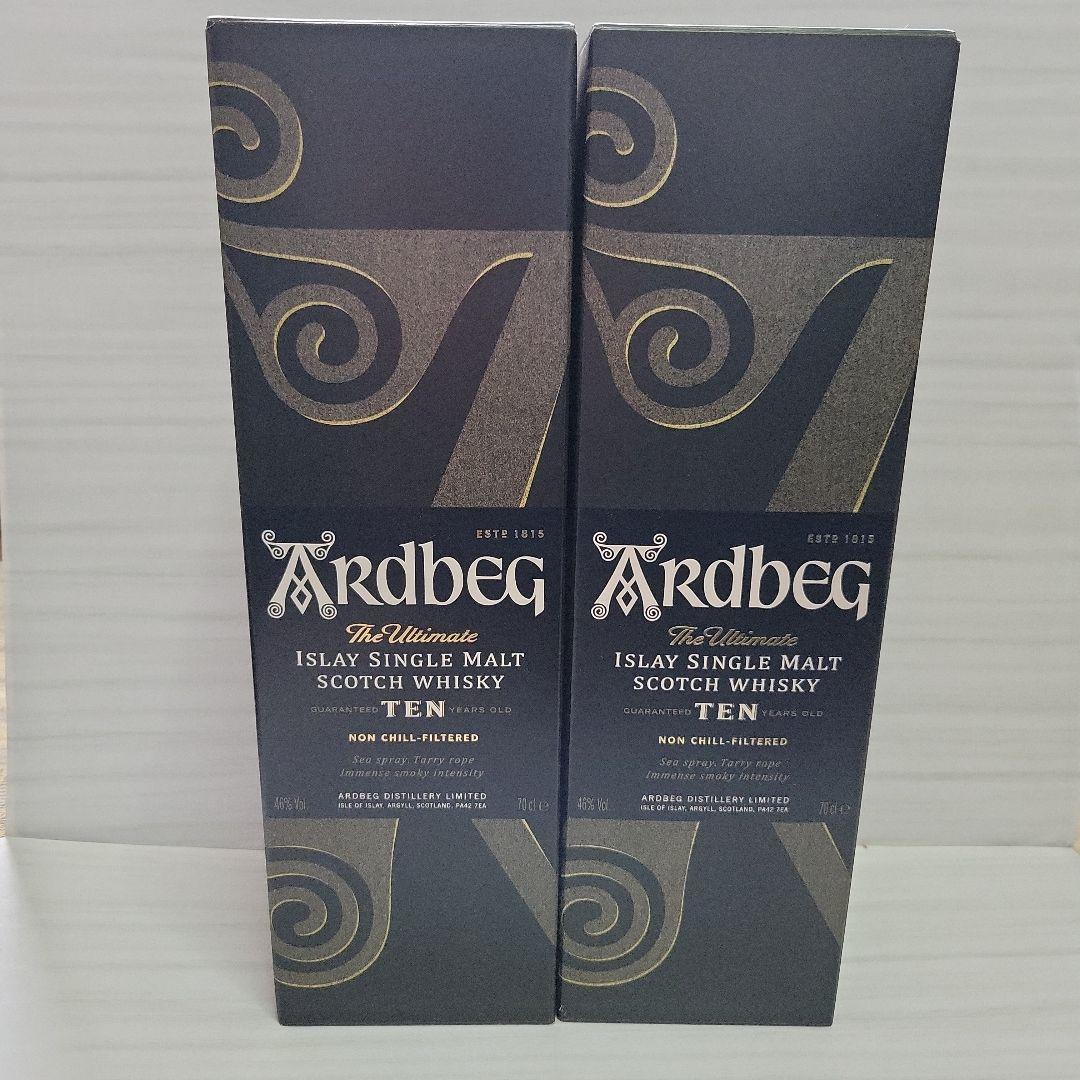 ESTD 1815
ARdbEG
The Ultimate
ISLAY SINGLE MALT
SCOTCH WHISKY
GUARANTEED TEN YEARS OLD
NON CHILL-FILTERED
Sea spray. Tarry rope
Immense smoky intensity
46% Vol. ARDBEG DISTILLERY LIMITED 70 cl ℮
ISLE OF ISLAY, ARGYLL, SCOTLAND, PA42 7EA
ESTD 1815
ARdbEG
The Ultimate
ISLAY SINGLE MALT
SCOTCH WHISKY
GUARANTEED TEN YEARS OLD
NON CHILL-FILTERED
Sea spray. Tarry rope
Immense smoky intensity
46% Vol. ARDBEG DISTILLERY LIMITED 70 cl ℮
ISLE OF ISLAY, ARGYLL, SCOTLAND, PA42 7EA